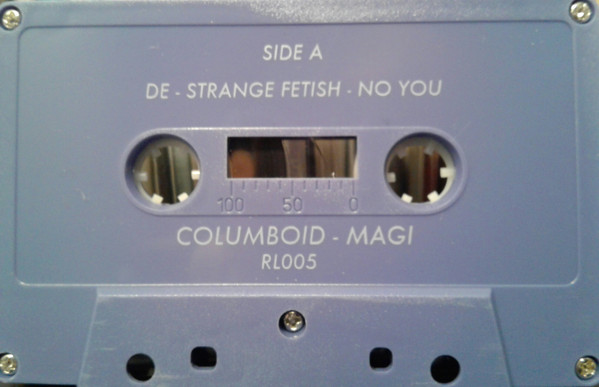 SIDE A
DE - STRANGE FETISH - NO YOU
100 50 0
COLUMBOID - MAGI
RL005